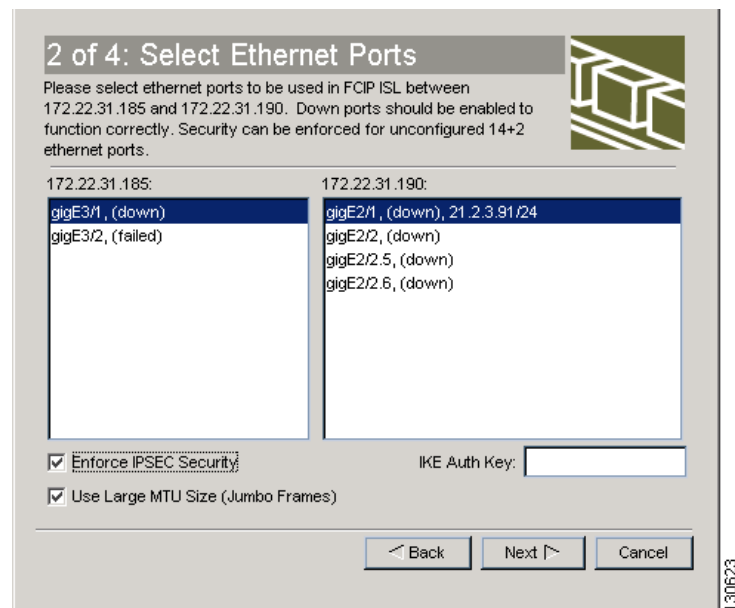 2 of 4: Select Ethernet Ports
Please select ethernet ports to be used in FCIP ISL between
172.22.31.185 and 172.22.31.190. Down ports should be enabled to
function correctly. Security can be enforced for unconfigured 14+2
ethernet ports.
172.22.31.185:
gigE3/1, (down)
gigE3/2, (failed)
172.22.31.190:
gigE2/1, (down), 21.2.3.91/24
gigE2/2, (down)
gigE2/2.5, (down)
gigE2/2.6, (down)
Enforce IPSEC Security
IKE Auth Key:
Use Large MTU Size (Jumbo Frames)
Back
Next
Cancel
130623